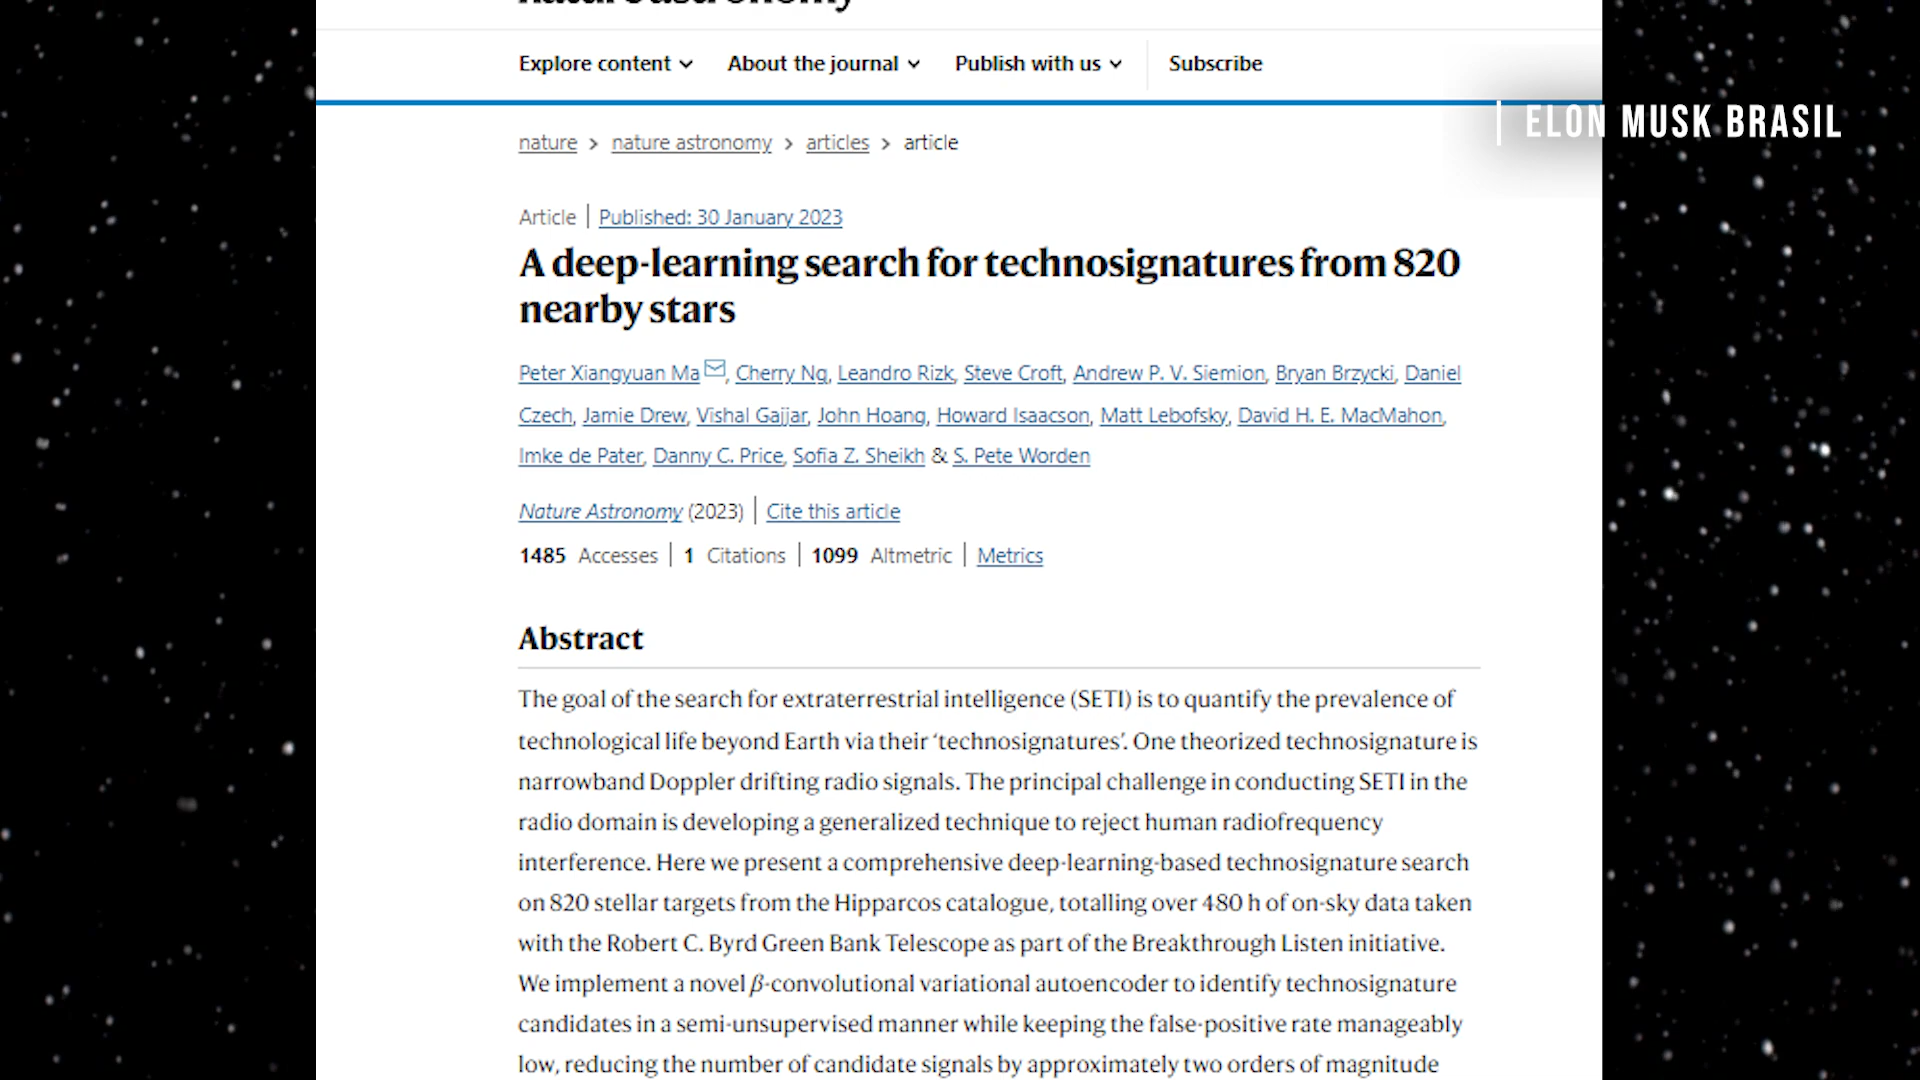 nature astronomy
Explore content About the journal Publish with us Subscribe
ELON MUSK BRASIL
nature > nature astronomy > articles > article
Article | Published: 30 January 2023
A deep-learning search for technosignatures from 820
nearby stars
Peter Xiangyuan Ma, Cherry Ng, Leandro Rizk, Steve Croft, Andrew P. V. Siemion, Bryan Brzycki, Daniel
Czech, Jamie Drew, Vishal Gajjar, John Hoang, Howard Isaacson, Matt Lebofsky, David H. E. MacMahon,
Imke de Pater, Danny C. Price, Sofia Z. Sheikh & S. Pete Worden
Nature Astronomy (2023) | Cite this article
1485 Accesses | 1 Citations | 1099 Altmetric | Metrics
Abstract
The goal of the search for extraterrestrial intelligence (SETI) is to quantify the prevalence of
technological life beyond Earth via their ‘technosignatures’. One theorized technosignature is
narrowband Doppler drifting radio signals. The principal challenge in conducting SETI in the
radio domain is developing a generalized technique to reject human radiofrequency
interference. Here we present a comprehensive deep-learning-based technosignature search
on 820 stellar targets from the Hipparcos catalogue, totalling over 480 h of on-sky data taken
with the Robert C. Byrd Green Bank Telescope as part of the Breakthrough Listen initiative.
We implement a novel β-convolutional variational autoencoder to identify technosignature
candidates in a semi-unsupervised manner while keeping the false-positive rate manageably
low, reducing the number of candidate signals by approximately two orders of magnitude